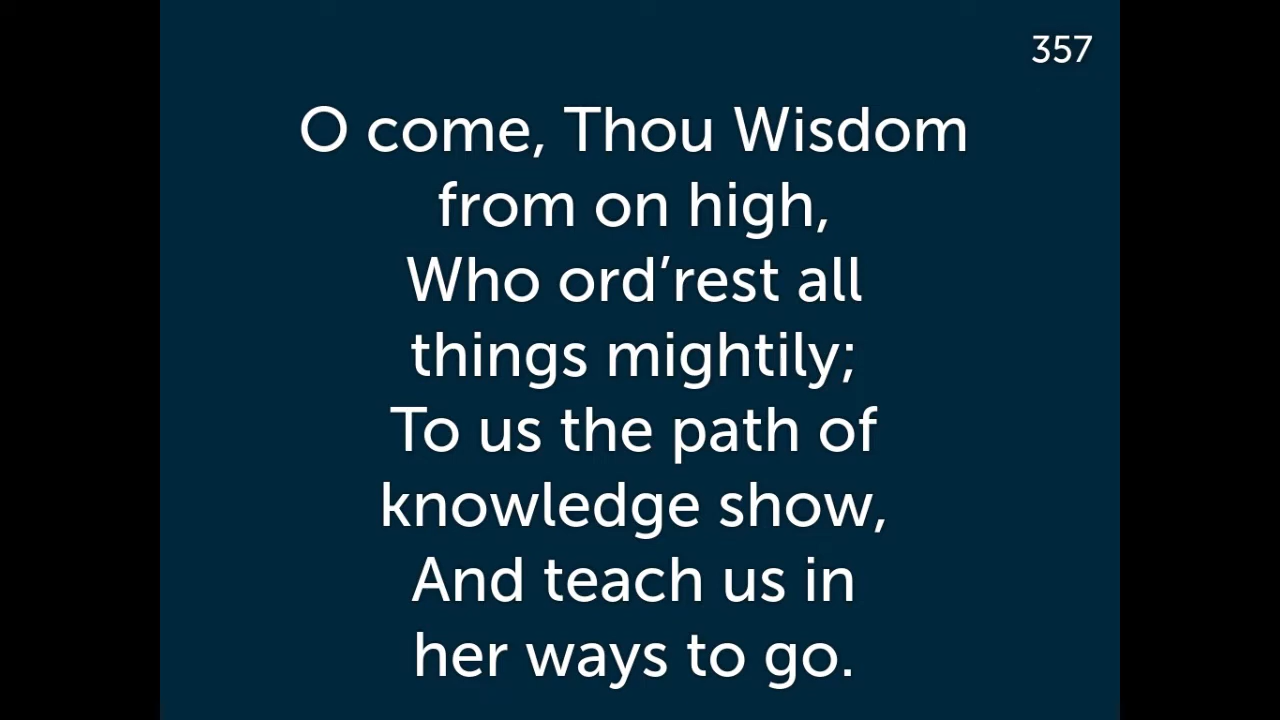 357
O come, Thou Wisdom
from on high,
Who ord’rest all
things mightily;
To us the path of
knowledge show,
And teach us in
her ways to go.